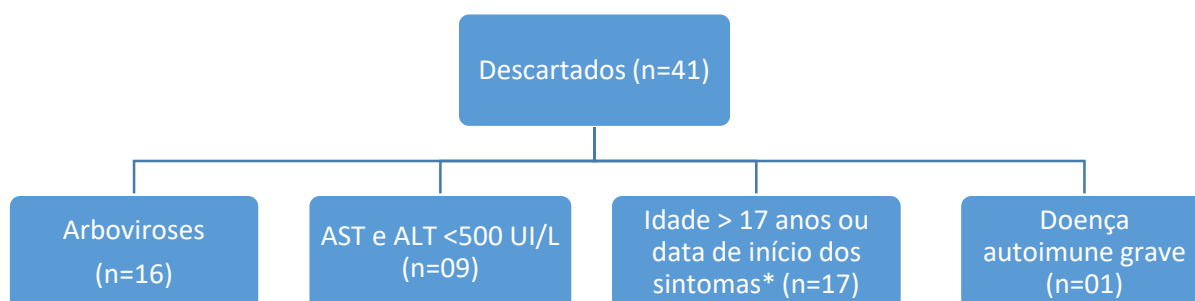 Descartados (n=41)
Arboviroses
(n=16)
AST e ALT <500 UI/L
(n=09)
Idade > 17 anos ou
data de início dos
sintomas* (n=17)
Doença
autoimune grave
(n=01)